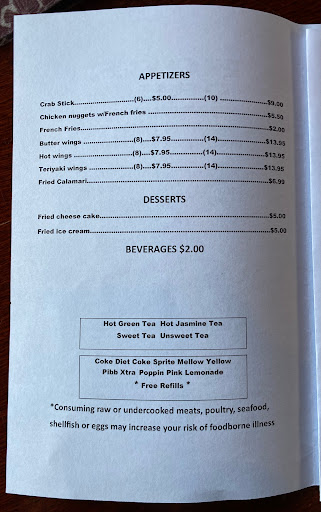 APPETIZERS
Crab Stick........................(6)....$5.00..............(10) ....................$9.00
Chicken nuggets w/French fries ..........................................$5.50
French Fries..............................................................................$2.00
Butter wings ....................(8)....$7.95..............(14)...................$13.95
Hot wings ........................(8)....$7.95..............(14)...................$13.95
Teriyaki wings .................(8)....$7.95..............(14)...................$13.95
Fried Calamari..........................................................................$6.99
DESSERTS
Fried cheese cake.....................................................................$5.00
Fried ice cream.........................................................................$5.00
BEVERAGES $2.00
Hot Green Tea Hot Jasmine Tea
Sweet Tea Unsweet Tea
Coke Diet Coke Sprite Mellow Yellow
Pibb Xtra Poppin Pink Lemonade
* Free Refills *
*Consuming raw or undercooked meats, poultry, seafood,
shellfish or eggs may increase your risk of foodborne illness